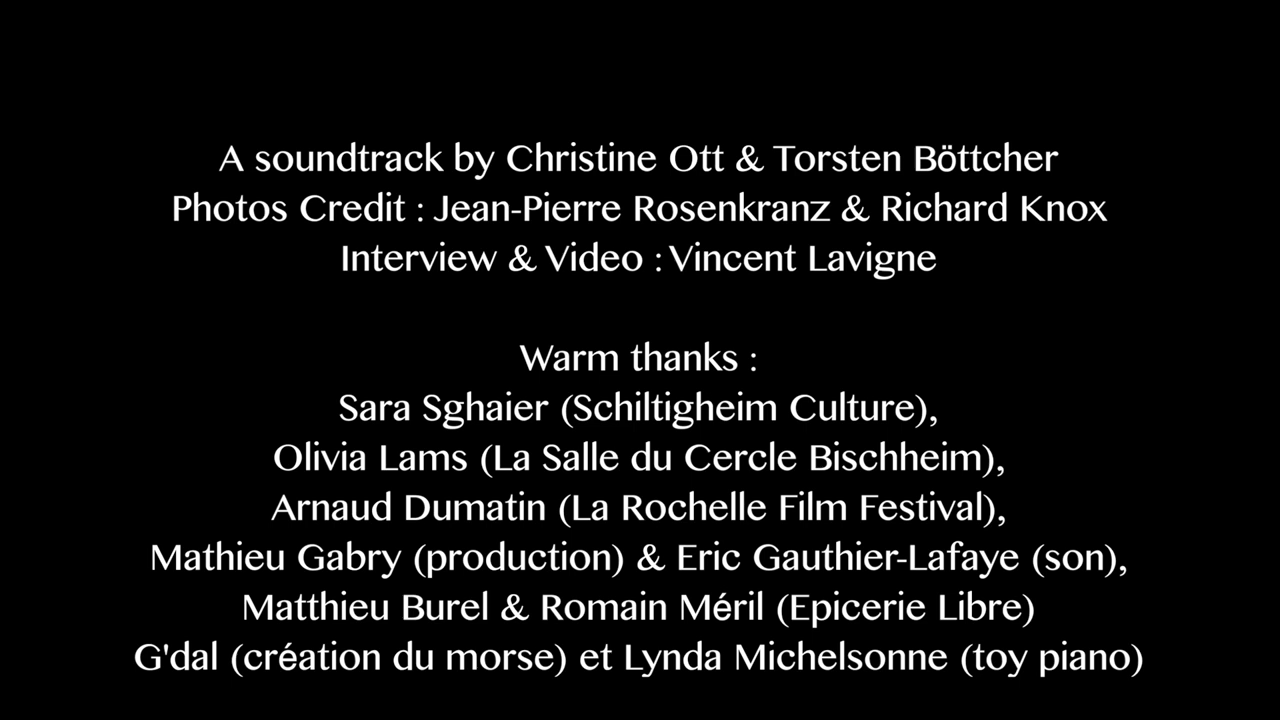 A soundtrack by Christine Ott & Torsten Böttcher
Photos Credit : Jean-Pierre Rosenkranz & Richard Knox
Interview & Video : Vincent Lavigne
Warm thanks :
Sara Sghaier (Schiltigheim Culture),
Olivia Lams (La Salle du Cercle Bischheim),
Arnaud Dumatin (La Rochelle Film Festival),
Mathieu Gabry (production) & Eric Gauthier-Lafaye (son),
Matthieu Burel & Romain Méril (Epicerie Libre)
G'dal (création du morse) et Lynda Michelsonne (toy piano)